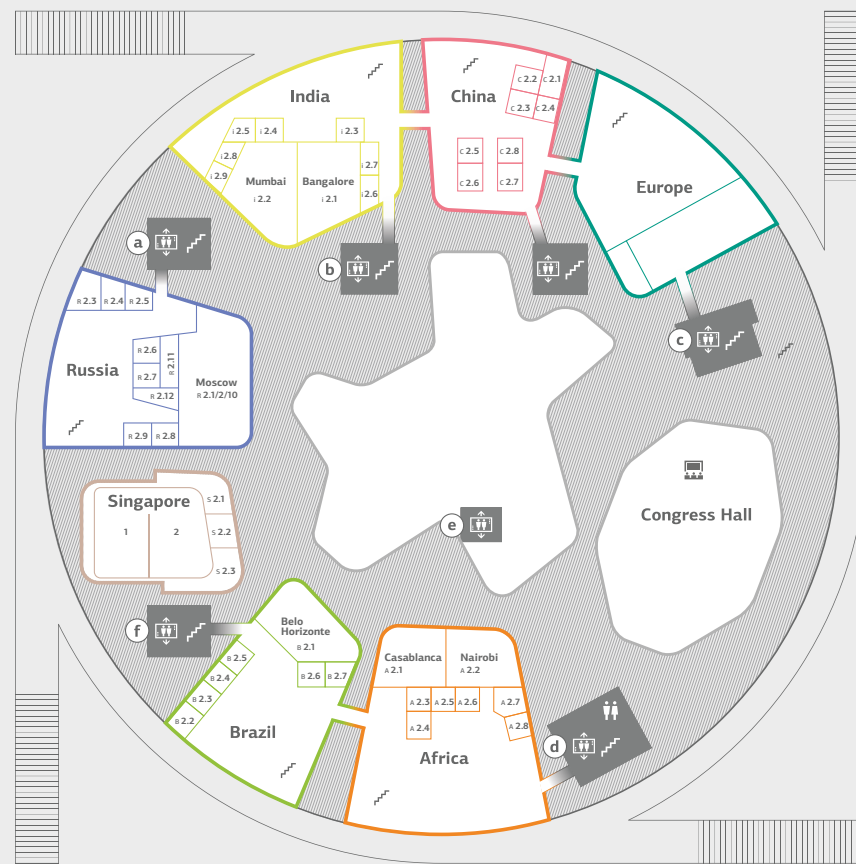 India
i 2.5
i 2.4
i 2.3
i 2.8
i 2.9
i 2.7
i 2.6
Mumbai
i 2.2
Bangalore
i 2.1
China
C 2.2
C 2.1
C 2.3
C 2.4
C 2.5
C 2.8
C 2.6
C 2.7
Europe
a
b
c
R 2.3
R 2.4
R 2.5
R 2.6
R 2.7
R 2.11
R 2.12
R 2.9
R 2.8
Russia
Moscow
R 2.1/2/10
Singapore
1
2
S 2.1
S 2.2
S 2.3
Congress Hall
e
f
Belo
Horizonte
B 2.1
B 2.5
B 2.4
B 2.3
B 2.2
B 2.6
B 2.7
Brazil
Casablanca
A 2.1
Nairobi
A 2.2
A 2.3
A 2.5
A 2.6
A 2.7
A 2.4
A 2.8
Africa
d